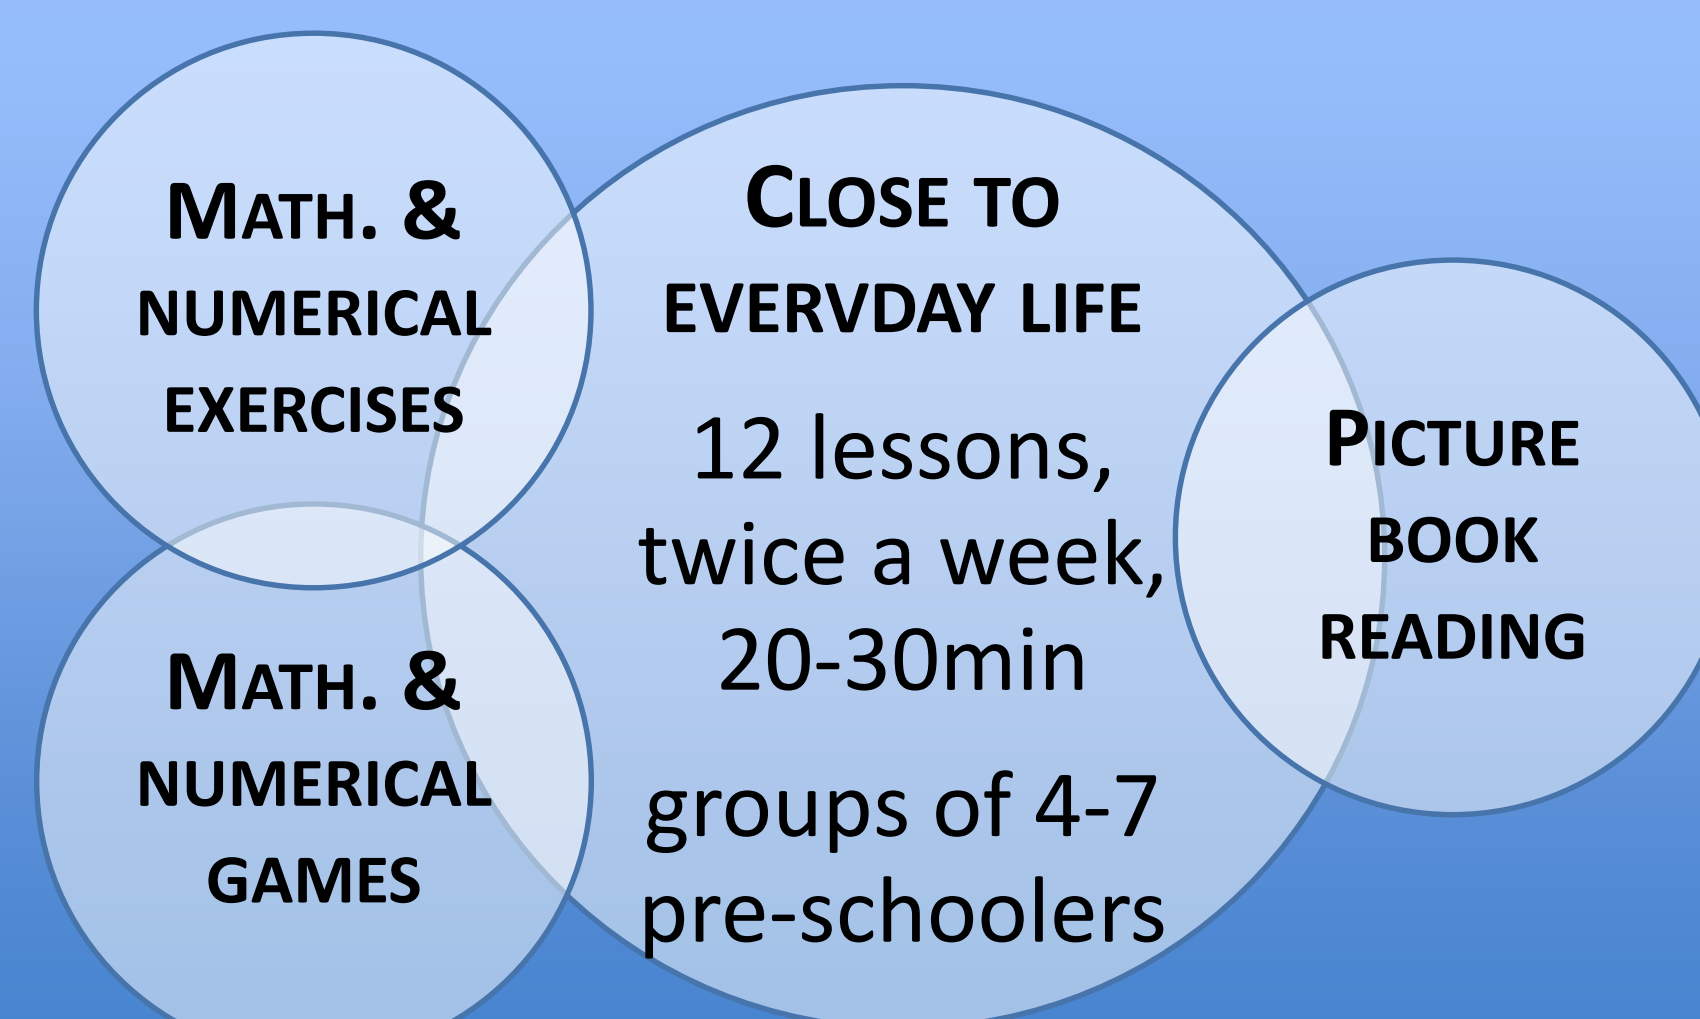 MATH. &
NUMERICAL
EXERCISES
MATH. &
NUMERICAL
GAMES
CLOSE TO
EVERVDAY LIFE
12 lessons,
twice a week,
20-30min
groups of 4-7
pre-schoolers
PICTURE
BOOK
READING